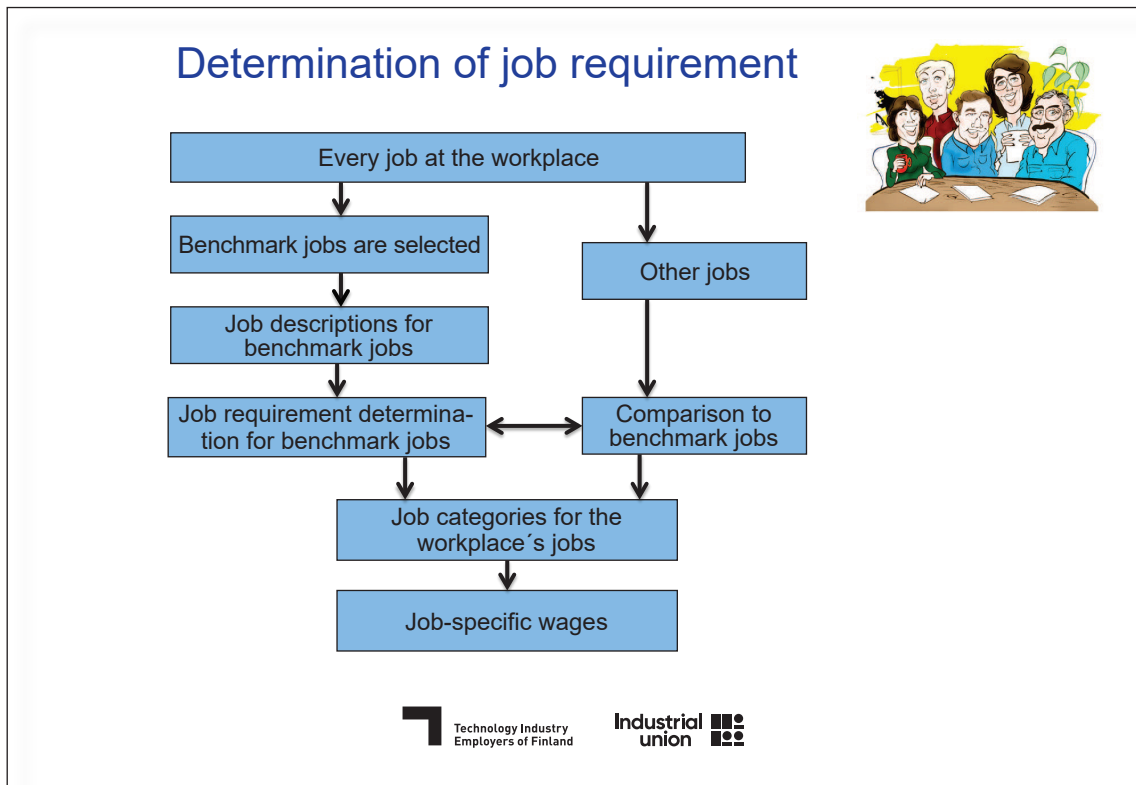 Determination of job requirement
Every job at the workplace
Benchmark jobs are selected
Other jobs
Job descriptions for
benchmark jobs
Job requirement determina-
tion for benchmark jobs
Comparison to
benchmark jobs
Job categories for the
workplace´s jobs
Job-specific wages
Technology Industry
Employers of Finland
Industrial
union